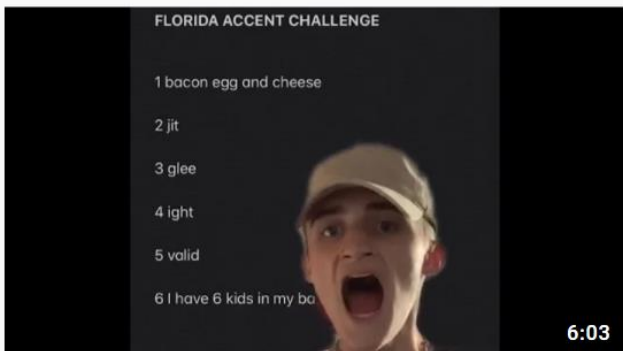 FLORIDA ACCENT CHALLENGE
1 bacon egg and cheese
2 jit
3 glee
4 ight
5 valid
6 I have 6 kids in my ba
6:03